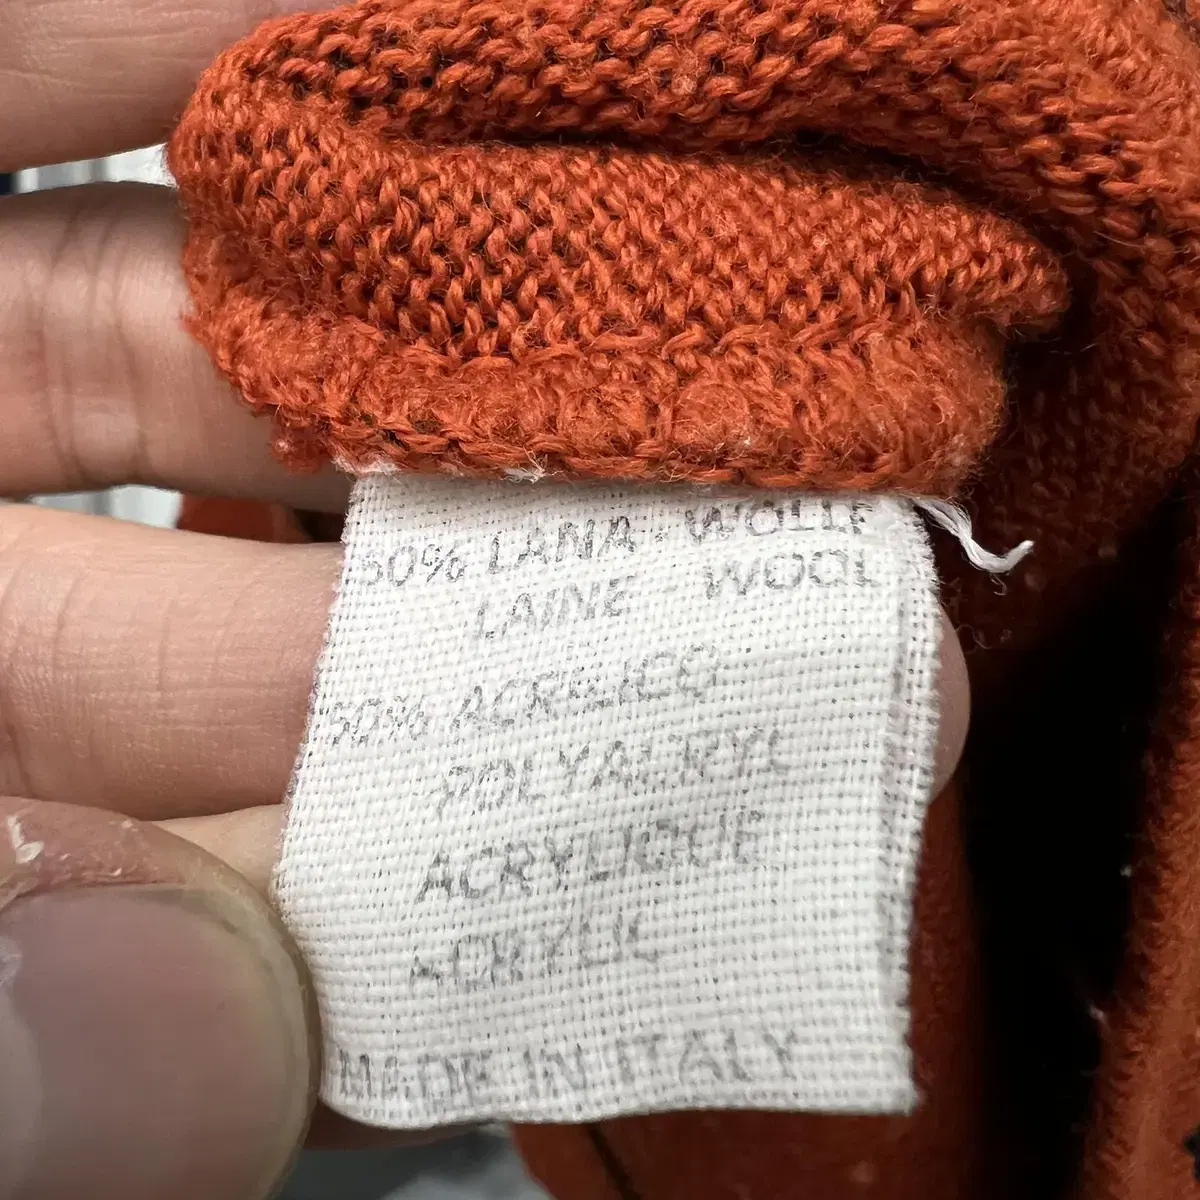 50% LANA - WOLLE
LAINE - WOOL
50% ACRILICO
POLYACRYL
ACRYLIQUE
ACRYLIC
MADE IN ITALY